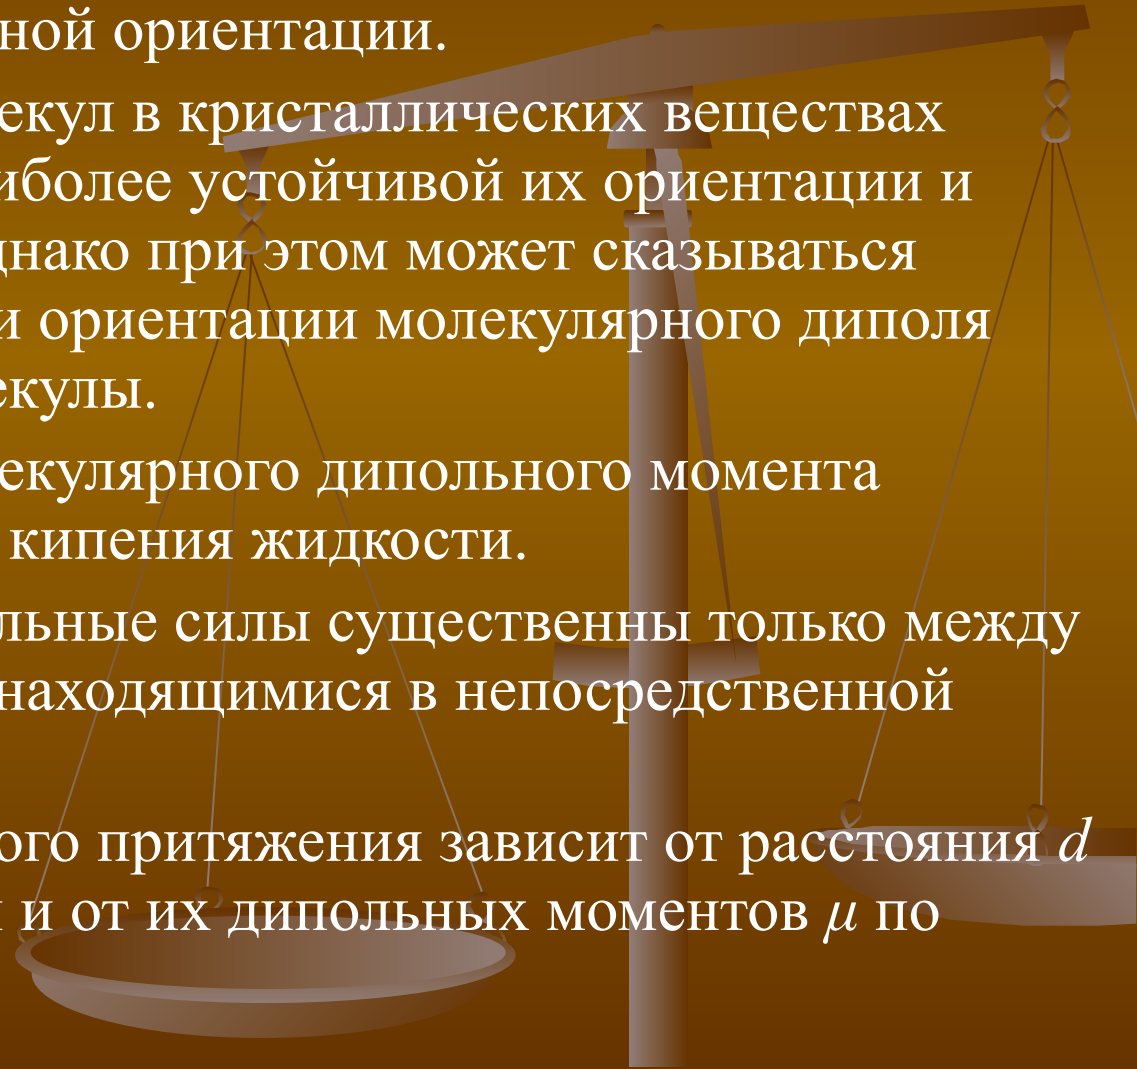 ной ориентации.
екул в кристаллических веществах
иболее устойчивой их ориентации и
днако при этом может сказываться
и ориентации молекулярного диполя
екулы.
екулярного дипольного момента
кипения жидкости.
льные силы существенны только между
находящимися в непосредственной
ого притяжения зависит от расстояния d
и и от их дипольных моментов μ по